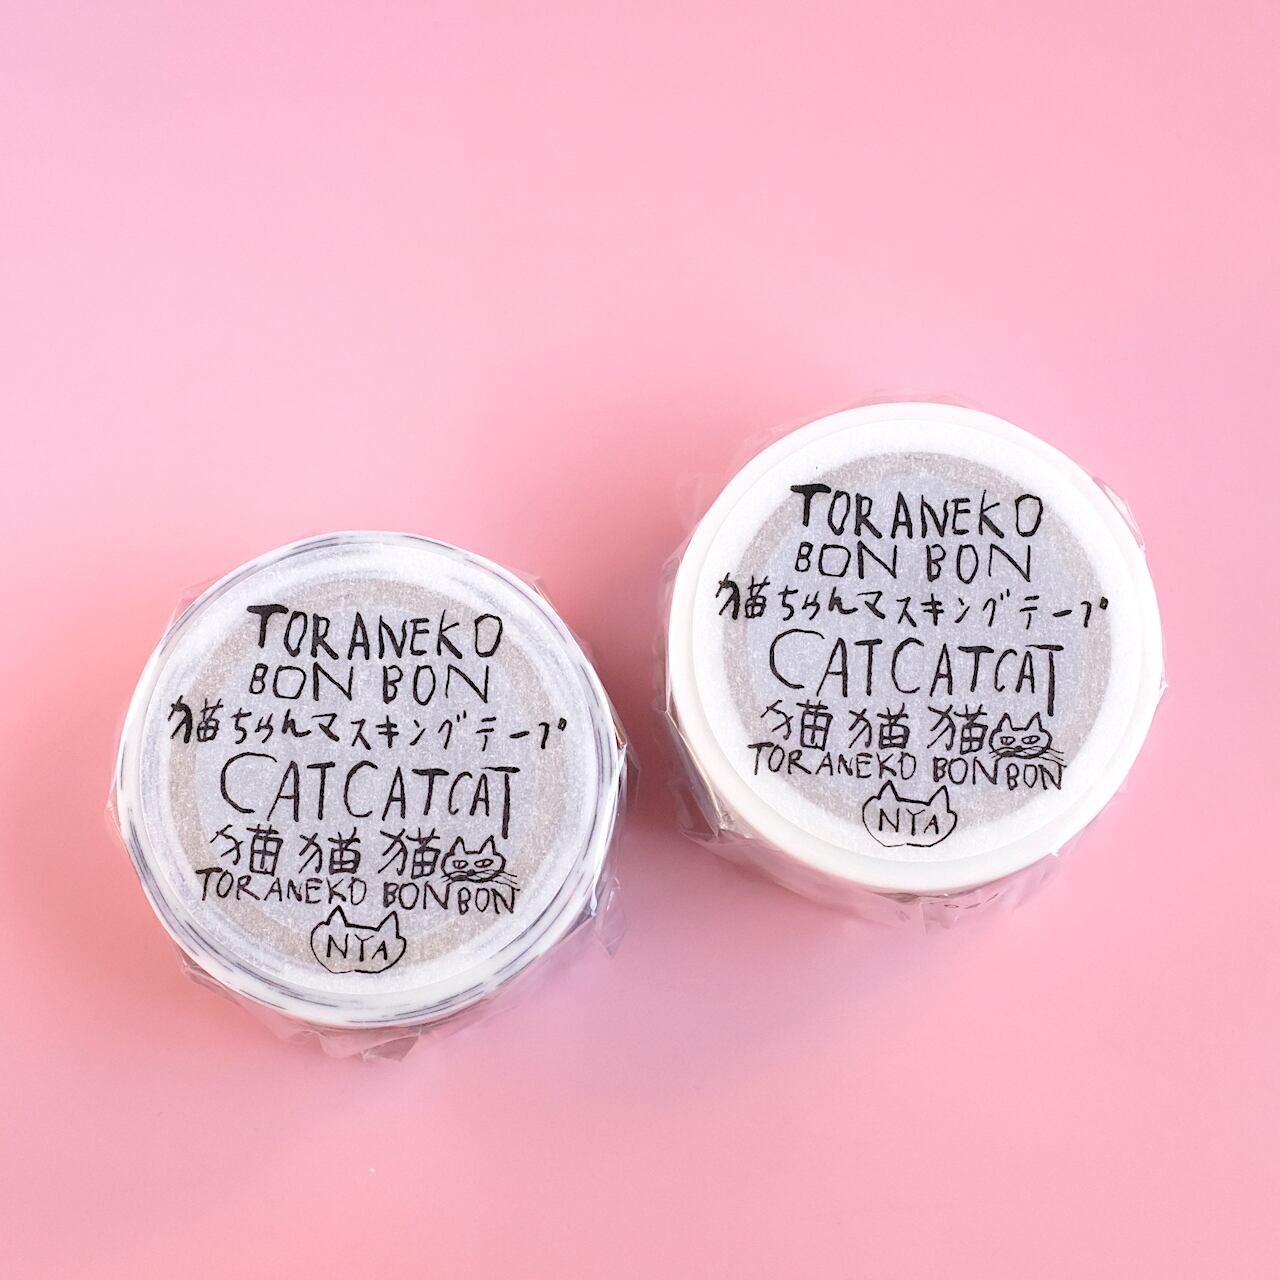 TORANEKO
BON BON
猫ちゃんマスキングテープ
CATCATCAT
猫 猫 猫
TORANEKO BONBON
NYA
TORANEKO
BON BON
猫ちゃんマスキングテープ
CATCATCAT
猫 猫 猫
TORANEKO BONBON
NYA